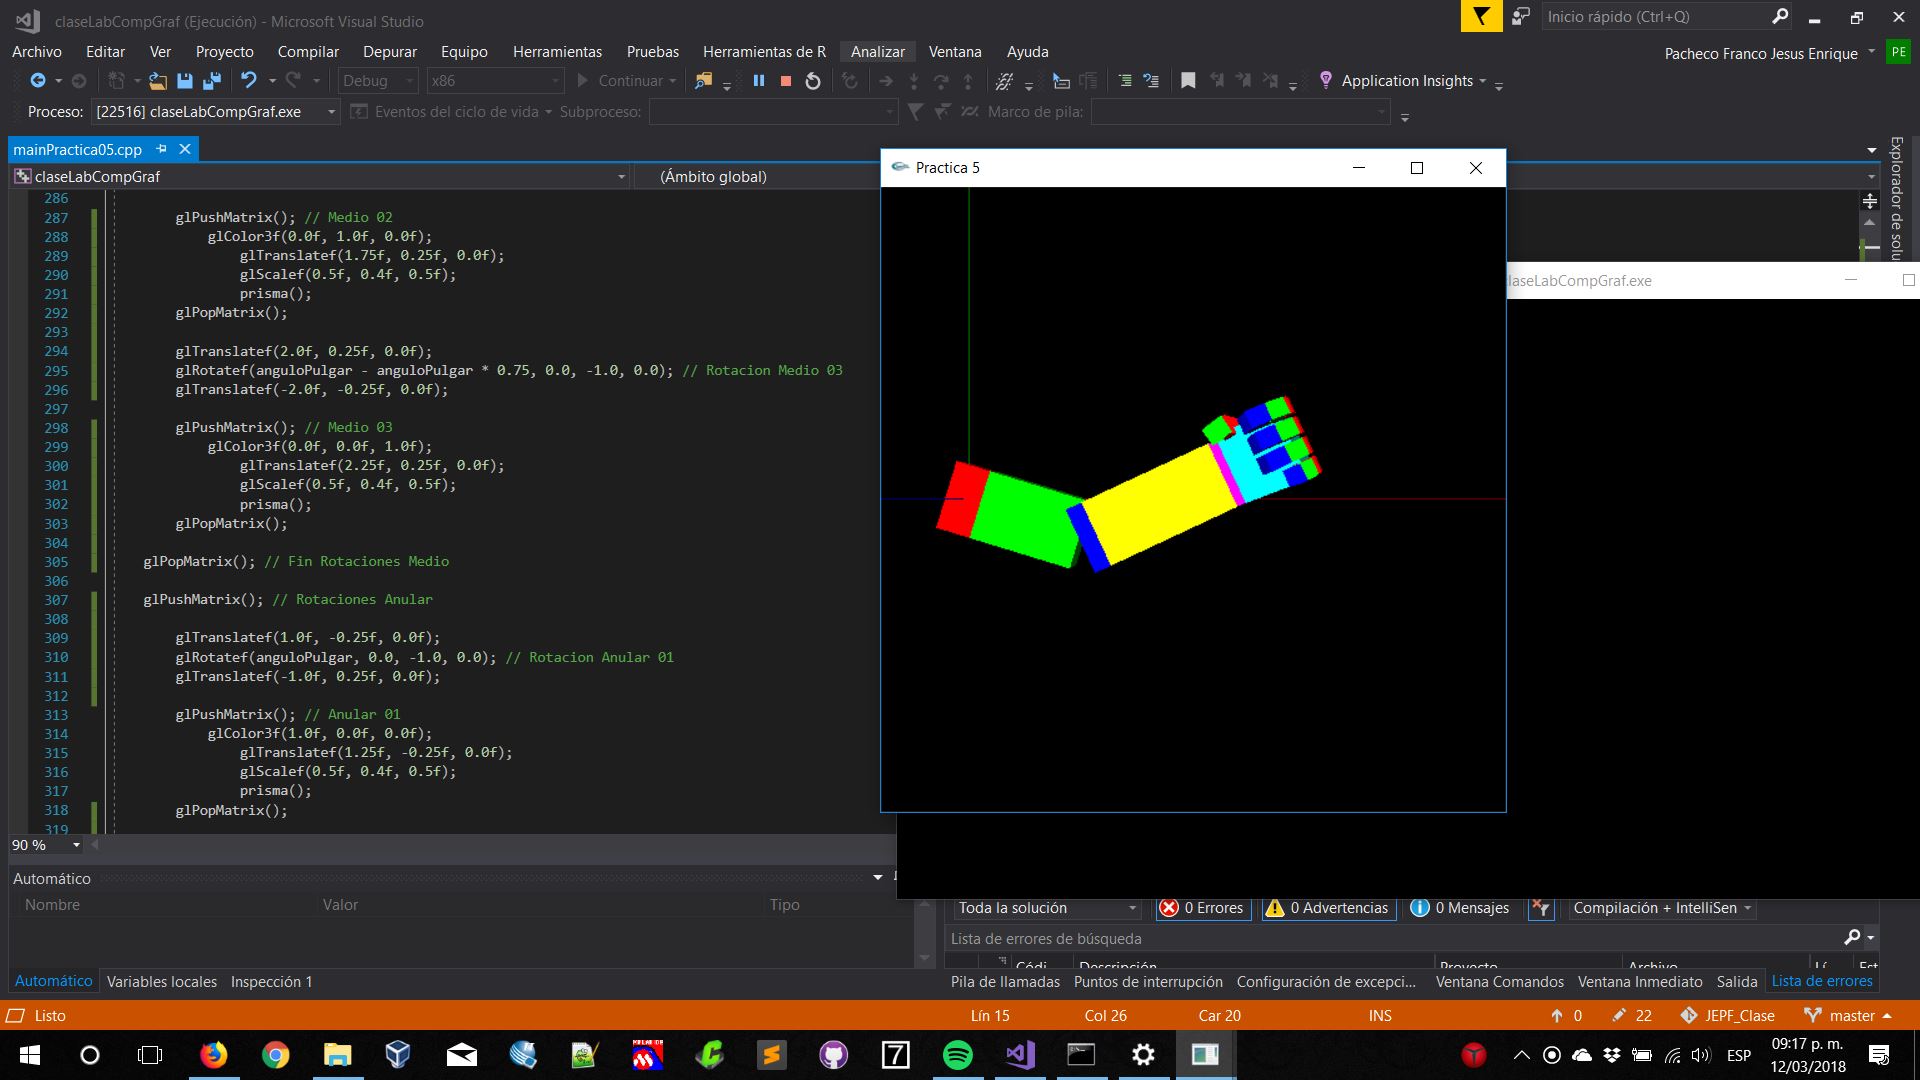 claseLabCompGraf (Ejecución) - Microsoft Visual Studio
Inicio rápido (Ctrl+Q)
Archivo Editar Ver Proyecto Compilar Depurar Equipo Herramientas Pruebas Herramientas de R Analizar Ventana Ayuda
Pacheco Franco Jesus Enrique PE
Debug x86 Continuar Application Insights
Proceso: [22516] claseLabCompGraf.exe Eventos del ciclo de vida Subproceso: Marco de pila:
mainPractica05.cpp
claseLabCompGraf (Ámbito global)
Explorador de solu
Practica 5
laseLabCompGraf.exe
286
287 glPushMatrix(); // Medio 02
288 glColor3f(0.0f, 1.0f, 0.0f);
289 glTranslatef(1.75f, 0.25f, 0.0f);
290 glScalef(0.5f, 0.4f, 0.5f);
291 prisma();
292 glPopMatrix();
293
294 glTranslatef(2.0f, 0.25f, 0.0f);
295 glRotatef(anguloPulgar - anguloPulgar * 0.75, 0.0, -1.0, 0.0); // Rotacion Medio 03
296 glTranslatef(-2.0f, -0.25f, 0.0f);
297
298 glPushMatrix(); // Medio 03
299 glColor3f(0.0f, 0.0f, 1.0f);
300 glTranslatef(2.25f, 0.25f, 0.0f);
301 glScalef(0.5f, 0.4f, 0.5f);
302 prisma();
303 glPopMatrix();
304
305 glPopMatrix(); // Fin Rotaciones Medio
306
307 glPushMatrix(); // Rotaciones Anular
308
309 glTranslatef(1.0f, -0.25f, 0.0f);
310 glRotatef(anguloPulgar, 0.0, -1.0, 0.0); // Rotacion Anular 01
311 glTranslatef(-1.0f, 0.25f, 0.0f);
312
313 glPushMatrix(); // Anular 01
314 glColor3f(1.0f, 0.0f, 0.0f);
315 glTranslatef(1.25f, -0.25f, 0.0f);
316 glScalef(0.5f, 0.4f, 0.5f);
317 prisma();
318 glPopMatrix();
319
90 %
Automático
Nombre Valor Tipo
Automático Variables locales Inspección 1
Toda la solución 0 Errores 0 Advertencias 0 Mensajes Compilación + IntelliSen
Lista de errores de búsqueda
Códi Descripción Proyecto Archivo Lí Est
Pila de llamadas Puntos de interrupción Configuración de excepci... Ventana Comandos Ventana Inmediato Salida Lista de errores
Listo Lín 15 Col 26 Car 20 INS 0 22 JEPF_Clase master
7 ESP 09:17 p. m.
12/03/2018